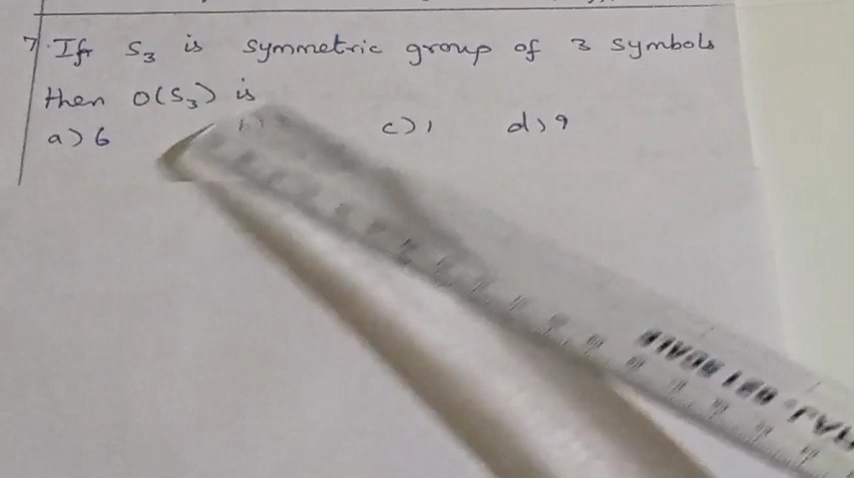 7. If S₃ is symmetric group of 3 symbols
then O(S₃) is
a) 6 b) c) 1 d) 9